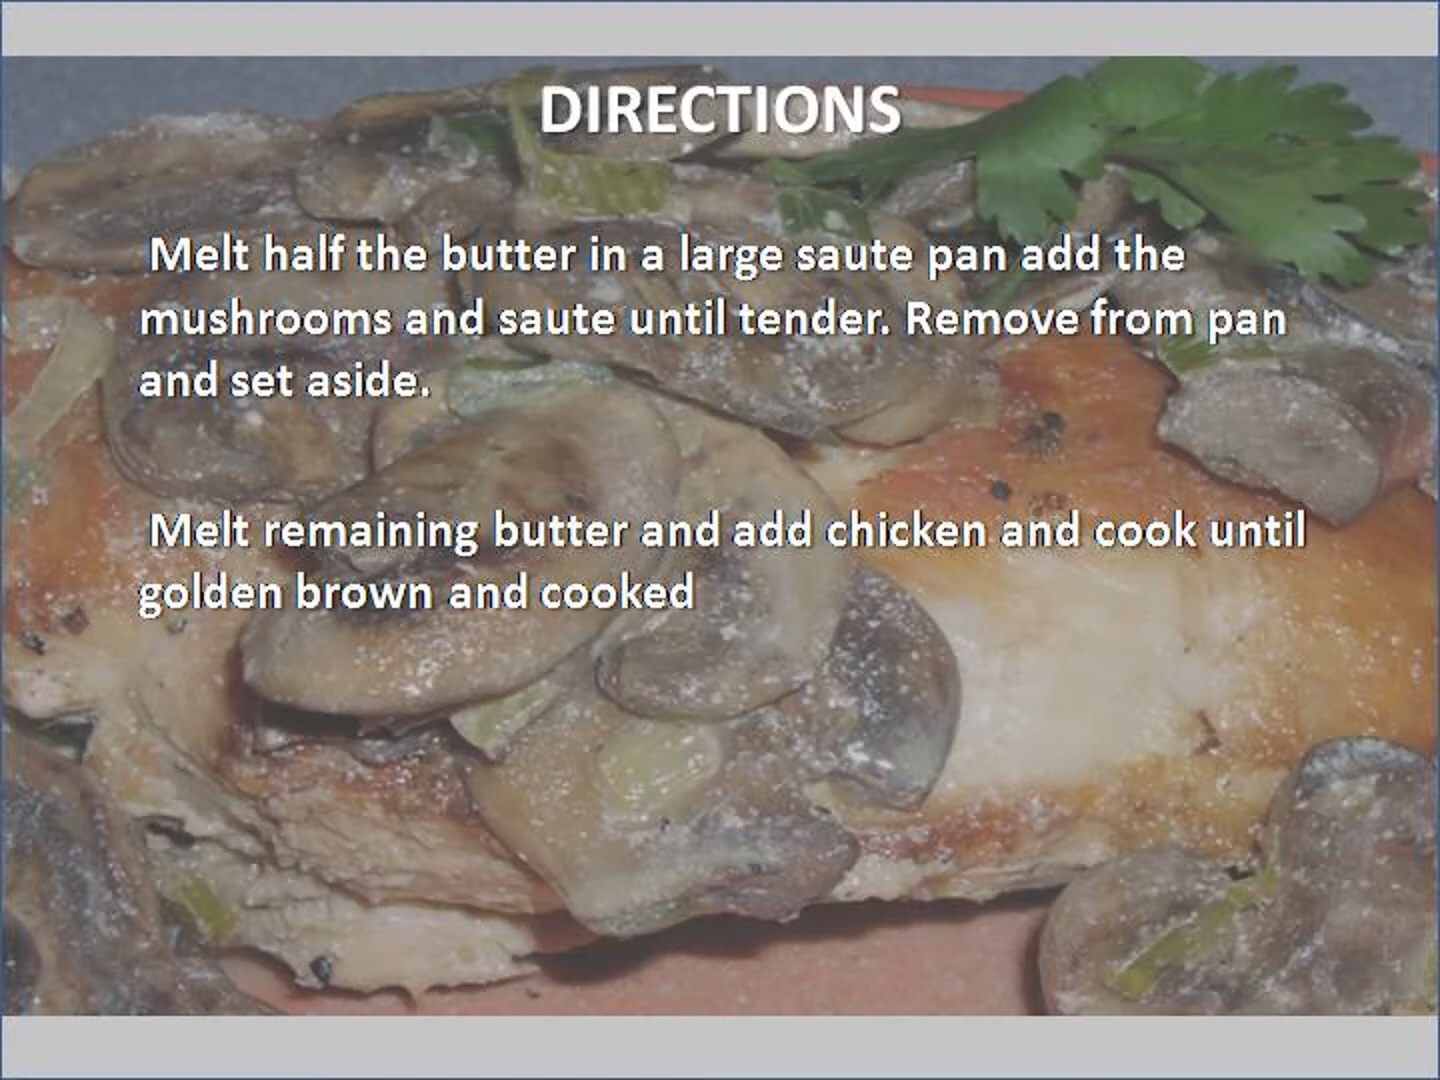 DIRECTIONS
Melt half the butter in a large saute pan add the
mushrooms and saute until tender. Remove from pan
and set aside.
Melt remaining butter and add chicken and cook until
golden brown and cooked